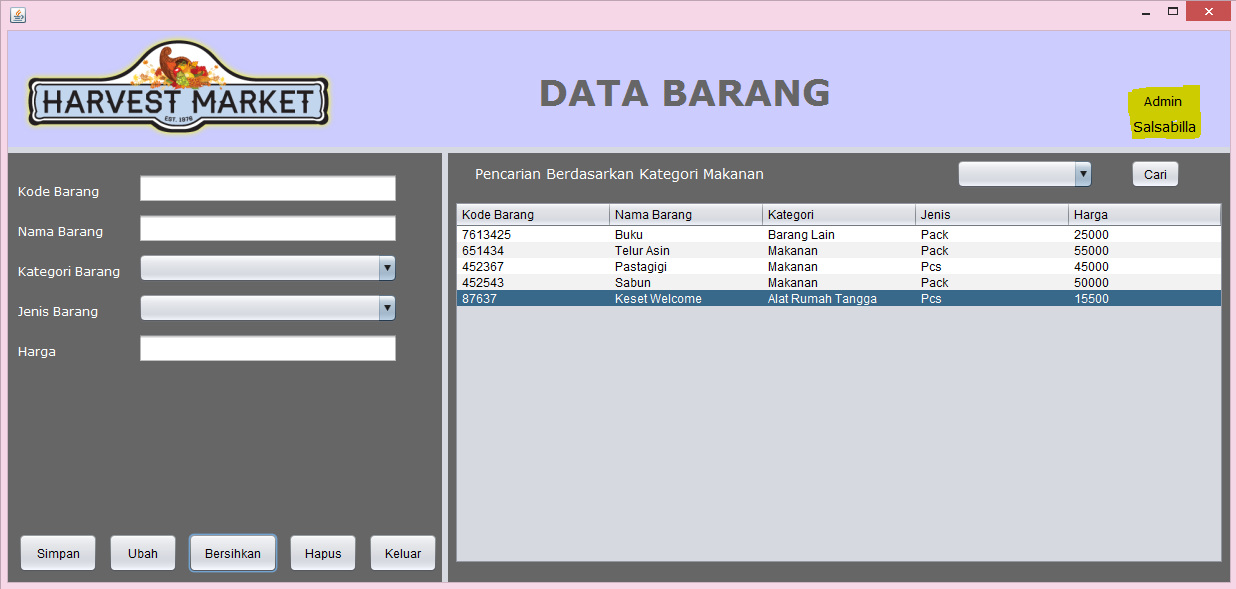 HARVEST MARKET
EST. 1976
DATA BARANG
Admin
Salsabilla
Kode Barang
Nama Barang
Kategori Barang
Jenis Barang
Harga
Simpan Ubah Bersihkan Hapus Keluar
Pencarian Berdasarkan Kategori Makanan Cari
Kode Barang Nama Barang Kategori Jenis Harga
7613425 Buku Barang Lain Pack 25000
651434 Telur Asin Makanan Pack 55000
452367 Pastagigi Makanan Pcs 45000
452543 Sabun Makanan Pack 50000
87637 Keset Welcome Alat Rumah Tangga Pcs 15500